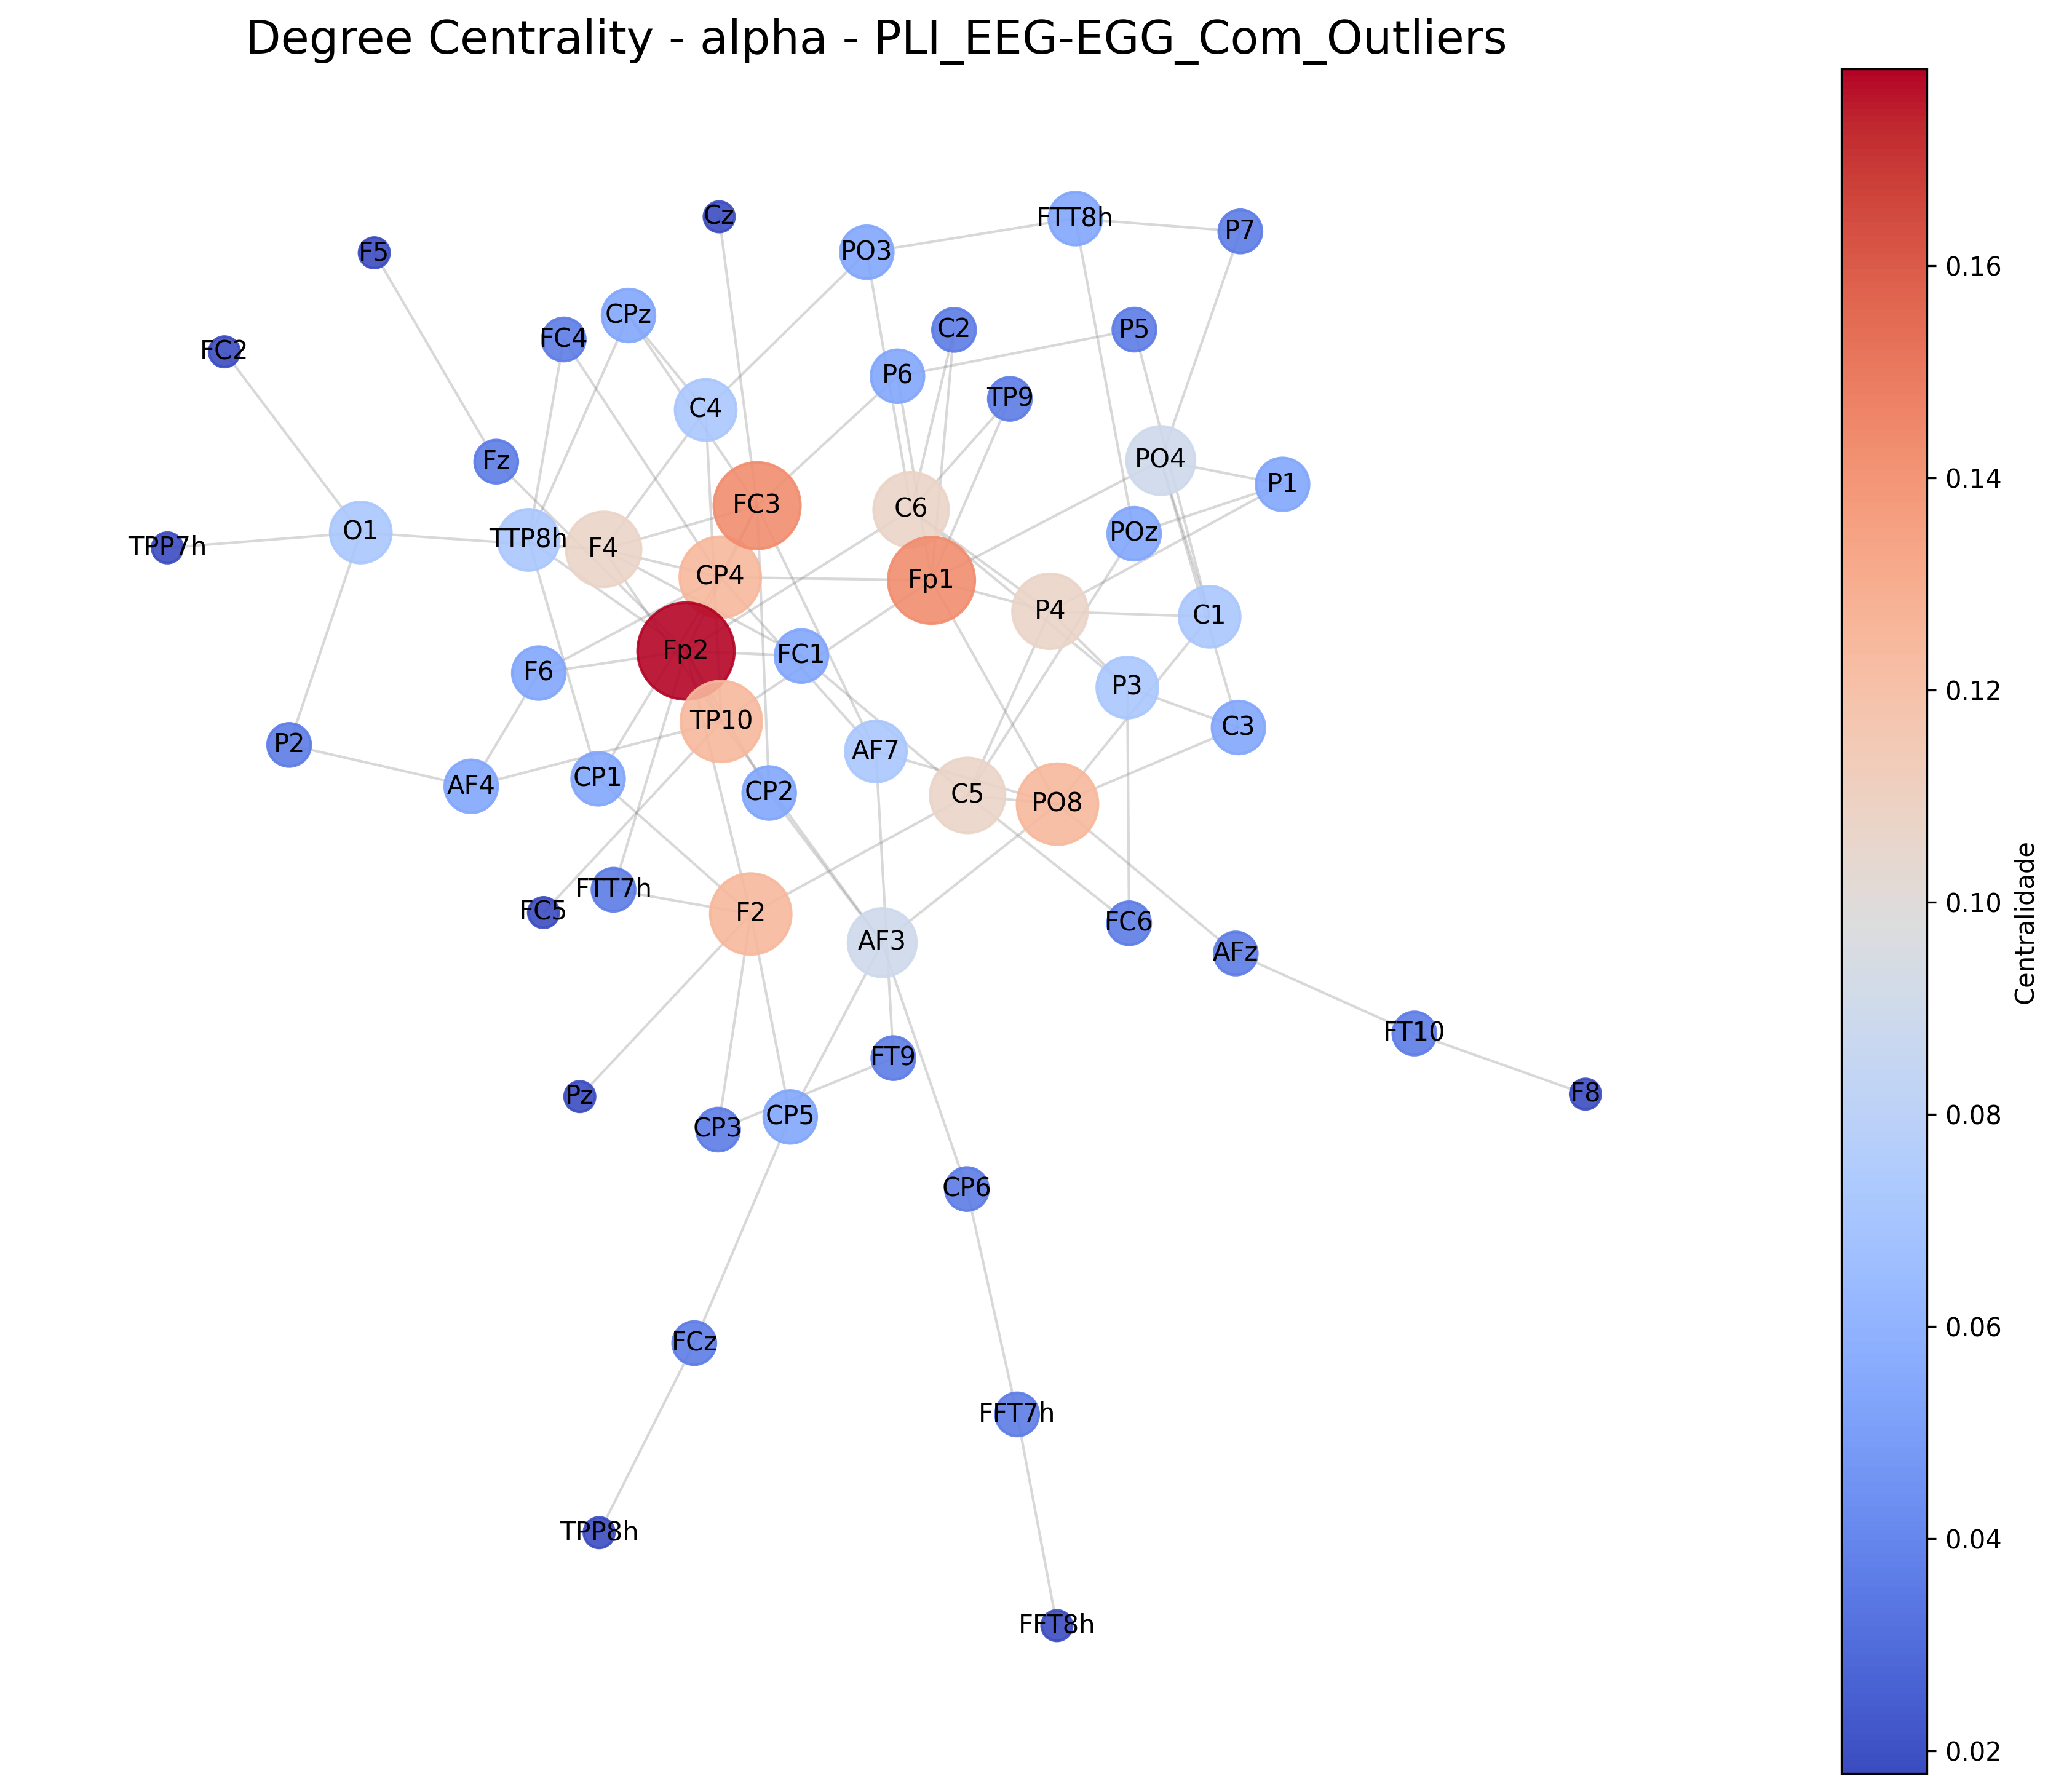 Degree Centrality - alpha - PLI_EEG-EGG_Com_Outliers
Cz
FTT8h
P7
F5
PO3
CPz
C2
P5
FC4
FC2
P6
TP9
C4
Fz
PO4
P1
FC3
C6
O1
POz
TPP7h
TTP8h
F4
CP4
Fp1
P4
C1
Fp2
FC1
F6
P3
TP10
C3
P2
AF7
CP1
AF4
CP2
C5
PO8
FTT7h
FC5
F2
FC6
AF3
AFz
FT10
FT9
Pz
F8
CP3
CP5
CP6
FCz
FFT7h
TPP8h
FFT8h
0.16
0.14
0.12
0.10
0.08
0.06
0.04
0.02
Centralidade